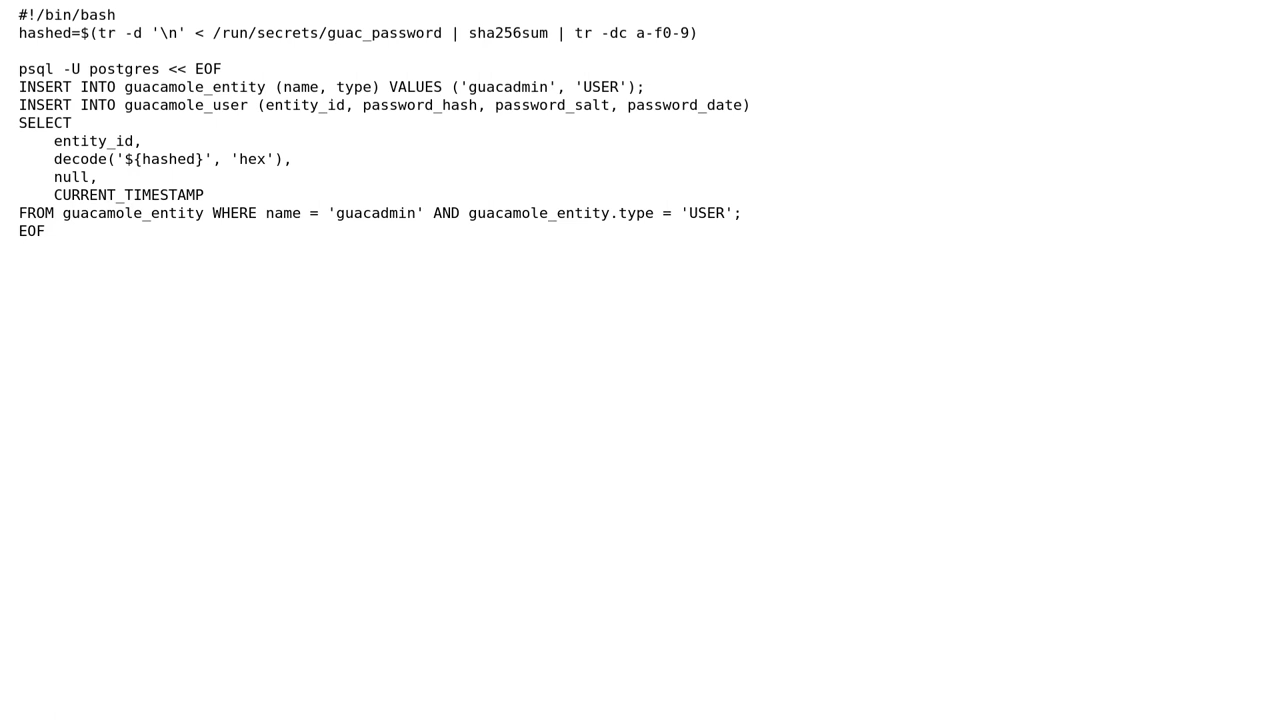 #!/bin/bash
hashed=$(tr -d '\n' < /run/secrets/guac_password | sha256sum | tr -dc a-f0-9)

psql -U postgres << EOF
INSERT INTO guacamole_entity (name, type) VALUES ('guacadmin', 'USER');
INSERT INTO guacamole_user (entity_id, password_hash, password_salt, password_date)
SELECT
    entity_id,
    decode('${hashed}', 'hex'),
    null,
    CURRENT_TIMESTAMP
FROM guacamole_entity WHERE name = 'guacadmin' AND guacamole_entity.type = 'USER';
EOF